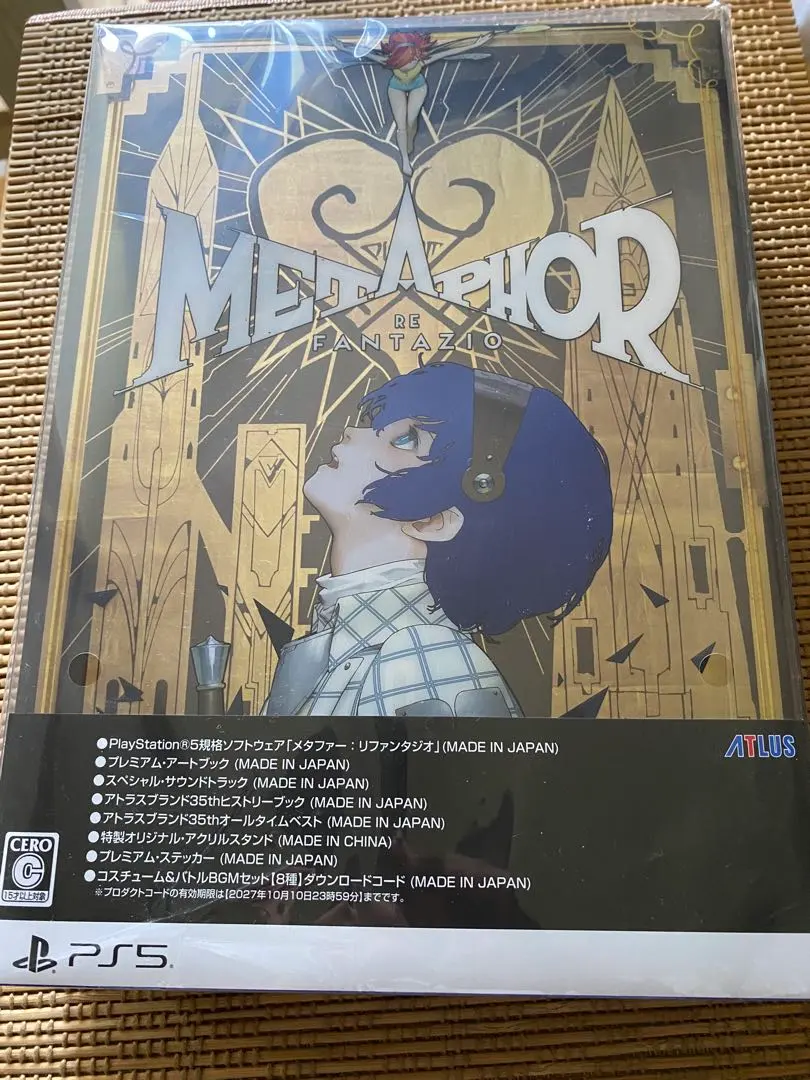 METAPHOR
RE
FANTAZIO
●PlayStation®5規格ソフトウェア「メタファー：リファンタジオ」(MADE IN JAPAN)
●プレミアム・アートブック (MADE IN JAPAN)
●スペシャル・サウンドトラック (MADE IN JAPAN)
●アトラスブランド35thヒストリーブック (MADE IN JAPAN)
●アトラスブランド35thオールタイムベスト (MADE IN JAPAN)
●特製オリジナル・アクリルスタンド (MADE IN CHINA)
●プレミアム・ステッカー (MADE IN JAPAN)
●コスチューム&バトルBGMセット【8種】ダウンロードコード (MADE IN JAPAN)
※プロダクトコードの有効期限は【2027年10月10日23時59分】までです。
ATLUS
CERO
C
15才以上対象
PS5